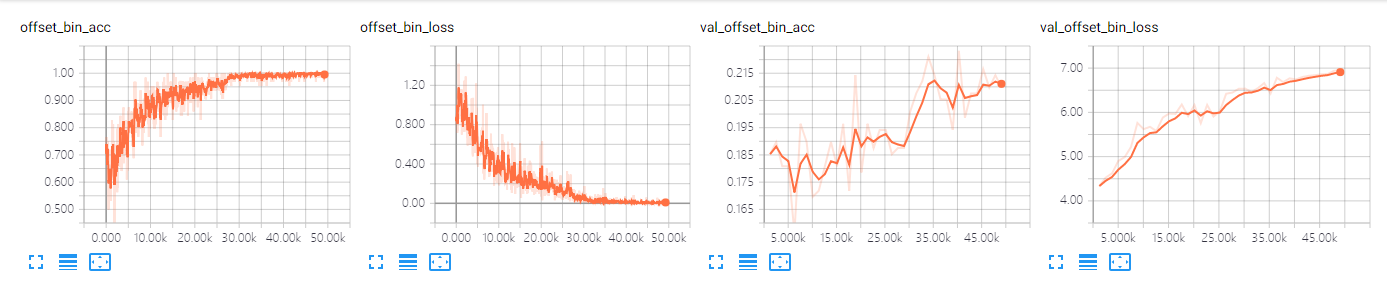 offset_bin_acc
1.00
0.900
0.800
0.700
0.600
0.500
0.000 10.00k 20.00k 30.00k 40.00k 50.00k
offset_bin_loss
1.20
0.800
0.400
0.00
0.000 10.00k 20.00k 30.00k 40.00k 50.00k
val_offset_bin_acc
0.215
0.205
0.195
0.185
0.175
0.165
5.000k 15.00k 25.00k 35.00k 45.00k
val_offset_bin_loss
7.00
6.00
5.00
4.00
5.000k 15.00k 25.00k 35.00k 45.00k